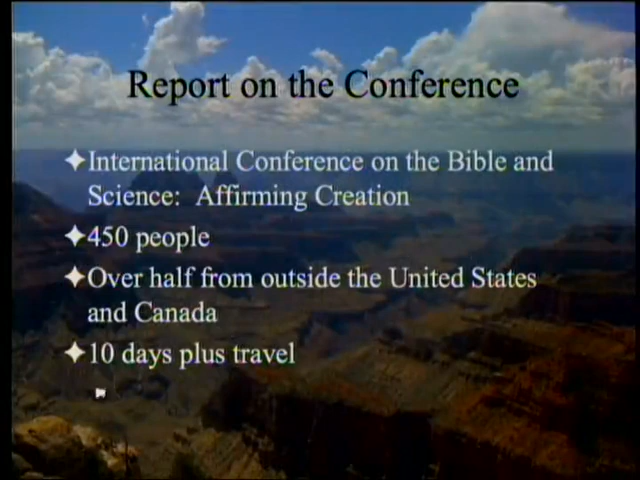 Report on the Conference
International Conference on the Bible and
Science: Affirming Creation
450 people
Over half from outside the United States
and Canada
10 days plus travel